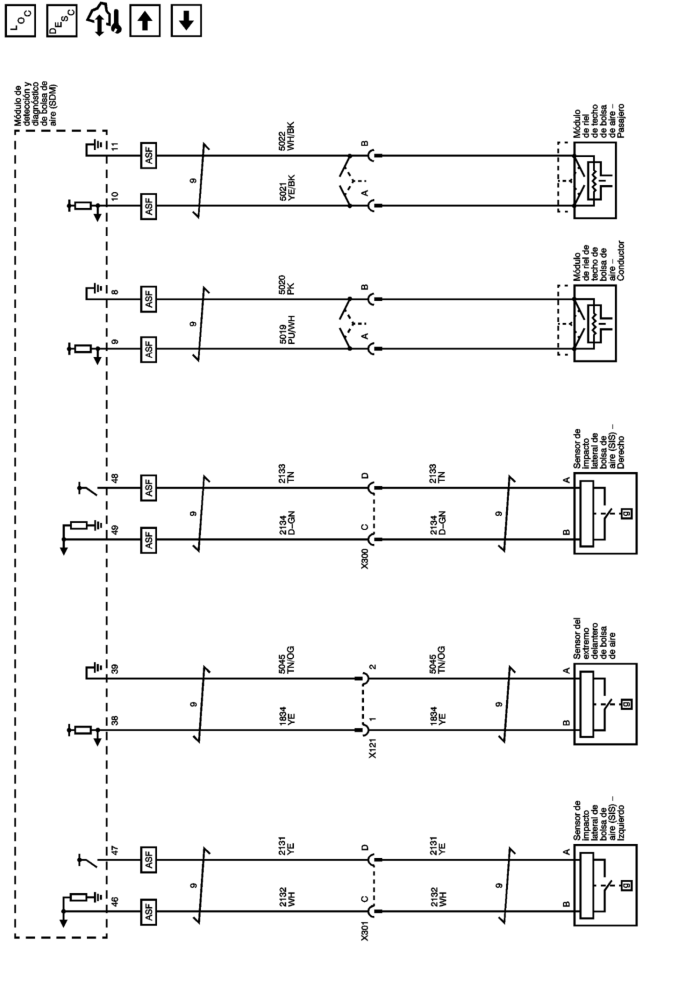 LOC
DESC
Módulo de
detección y
diagnóstico
de bolsa de
aire (SDM)
46
47
38
39
49
48
9
8
10
11
ASF
ASF
ASF
ASF
ASF
ASF
ASF
ASF
9
9
9
9
9
2132
WH
2131
YE
1834
YE
5045
TN/OG
2134
D–GN
2133
TN
5019
PU/WH
5020
PK
5021
YE/BK
5022
WH/BK
X301
C
D
X121
1
2
X300
C
D
A
B
A
B
2132
WH
2131
YE
1834
YE
5045
TN/OG
2134
D–GN
2133
TN
9
9
9
B
A
B
A
B
A
Sensor de
impacto
lateral de
bolsa de
aire (SIS) –
Izquierdo
g
Sensor del
extremo
delantero
de bolsa
de aire
g
Sensor de
impacto
lateral de
bolsa de
aire (SIS) –
Derecho
g
Módulo
de riel de
techo de
bolsa de
aire –
Conductor
Módulo
de riel
de techo
de bolsa
de aire –
Pasajero